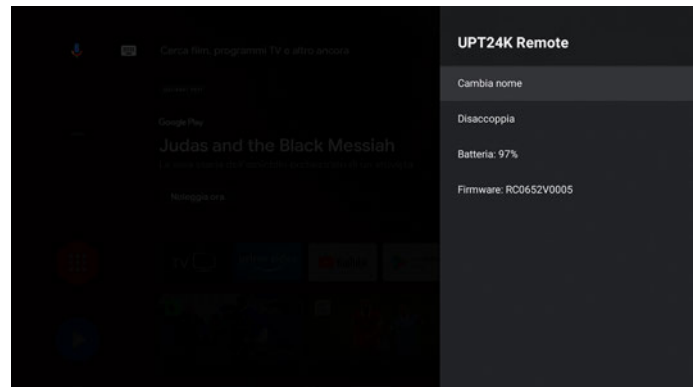 Cerca film, programmi TV e altro ancora
UPT24K Remote
Cambia nome
Google Play
Disaccoppia
Judas and the Black Messiah
Batteria: 97%
Noleggia ora
Firmware: RC0652V0005